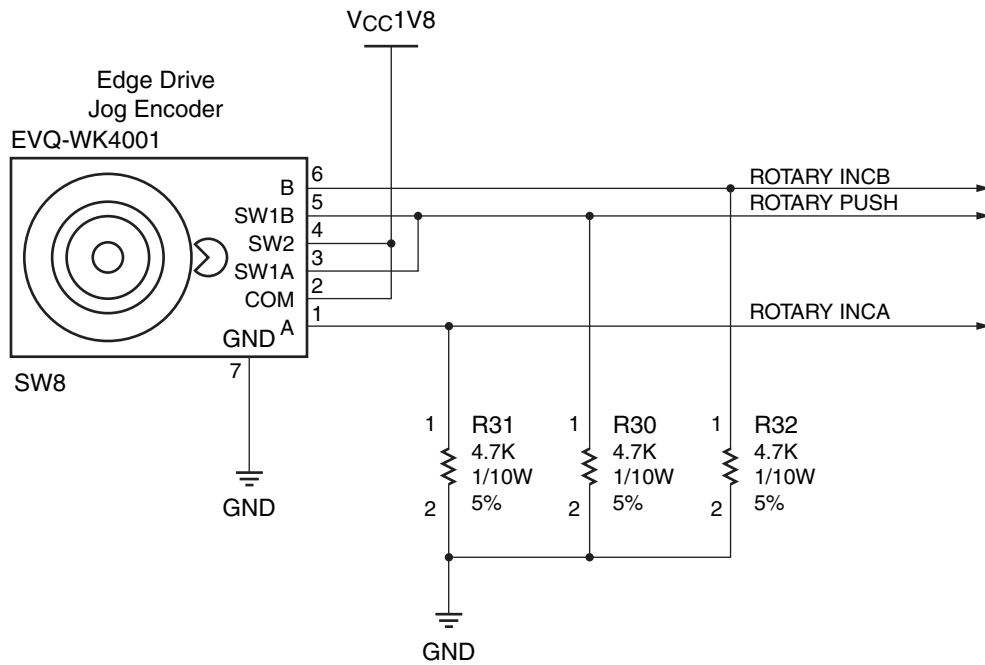 VCC1V8
Edge Drive
Jog Encoder
EVQ-WK4001
B
6
ROTARY INCB
SW1B
5
ROTARY PUSH
SW2
4
SW1A
3
COM
2
A
1
ROTARY INCA
GND
7
SW8
GND
1
R31
4.7K
1/10W
5%
2
1
R30
4.7K
1/10W
5%
2
1
R32
4.7K
1/10W
5%
2
GND